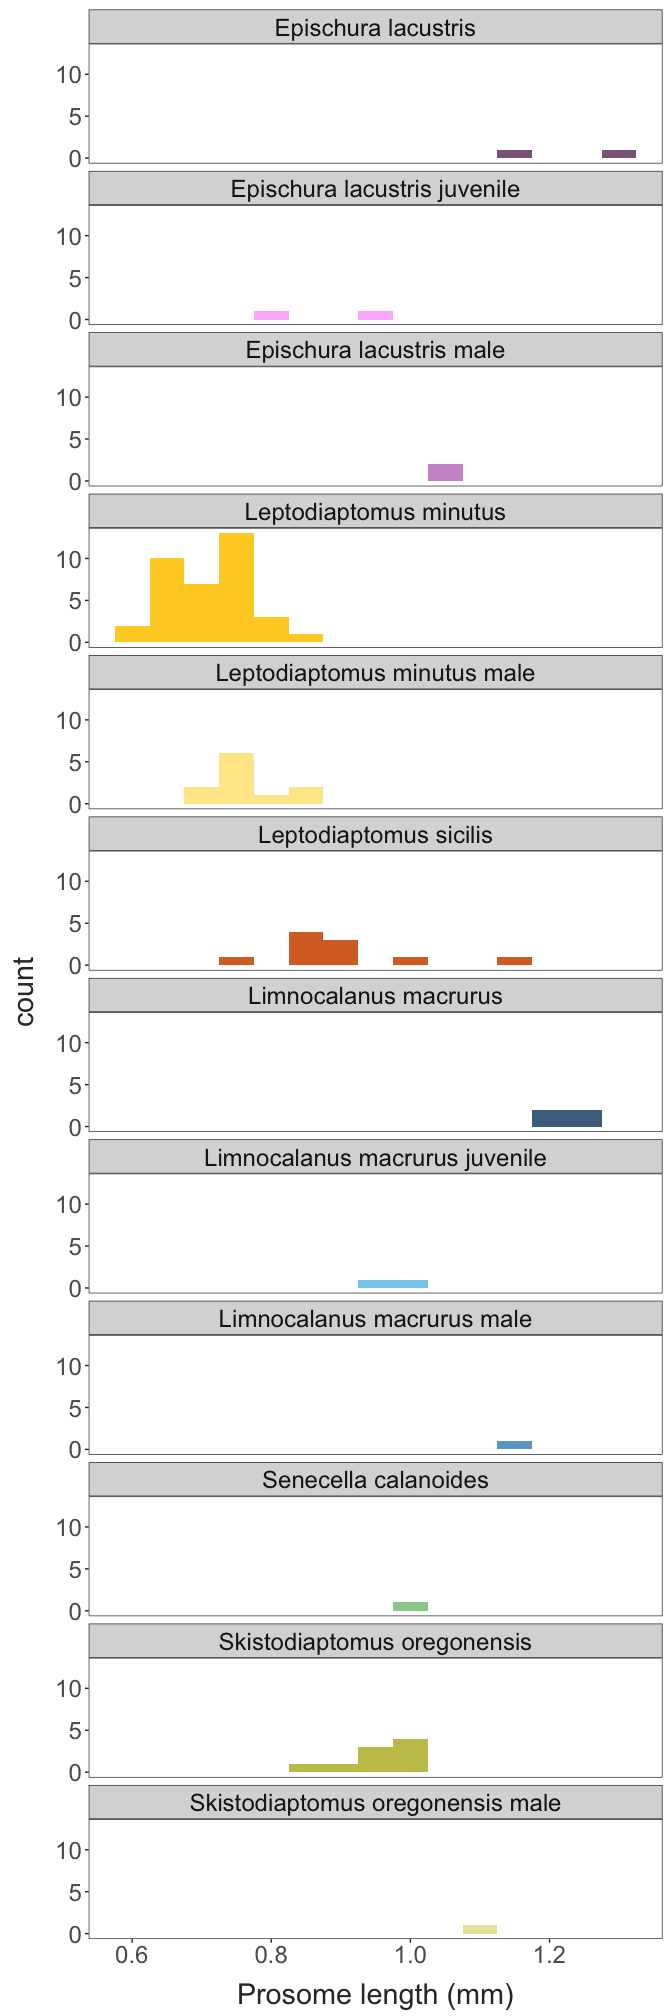 Epischura lacustris
10
5
0
Epischura lacustris juvenile
10
5
0
Epischura lacustris male
10
5
0
Leptodiaptomus minutus
10
5
0
Leptodiaptomus minutus male
10
5
0
Leptodiaptomus sicilis
10
5
0
count
Limnocalanus macrurus
10
5
0
Limnocalanus macrurus juvenile
10
5
0
Limnocalanus macrurus male
10
5
0
Senecella calanoides
10
5
0
Skistodiaptomus oregonensis
10
5
0
Skistodiaptomus oregonensis male
10
5
0
0.6 0.8 1.0 1.2
Prosome length (mm)